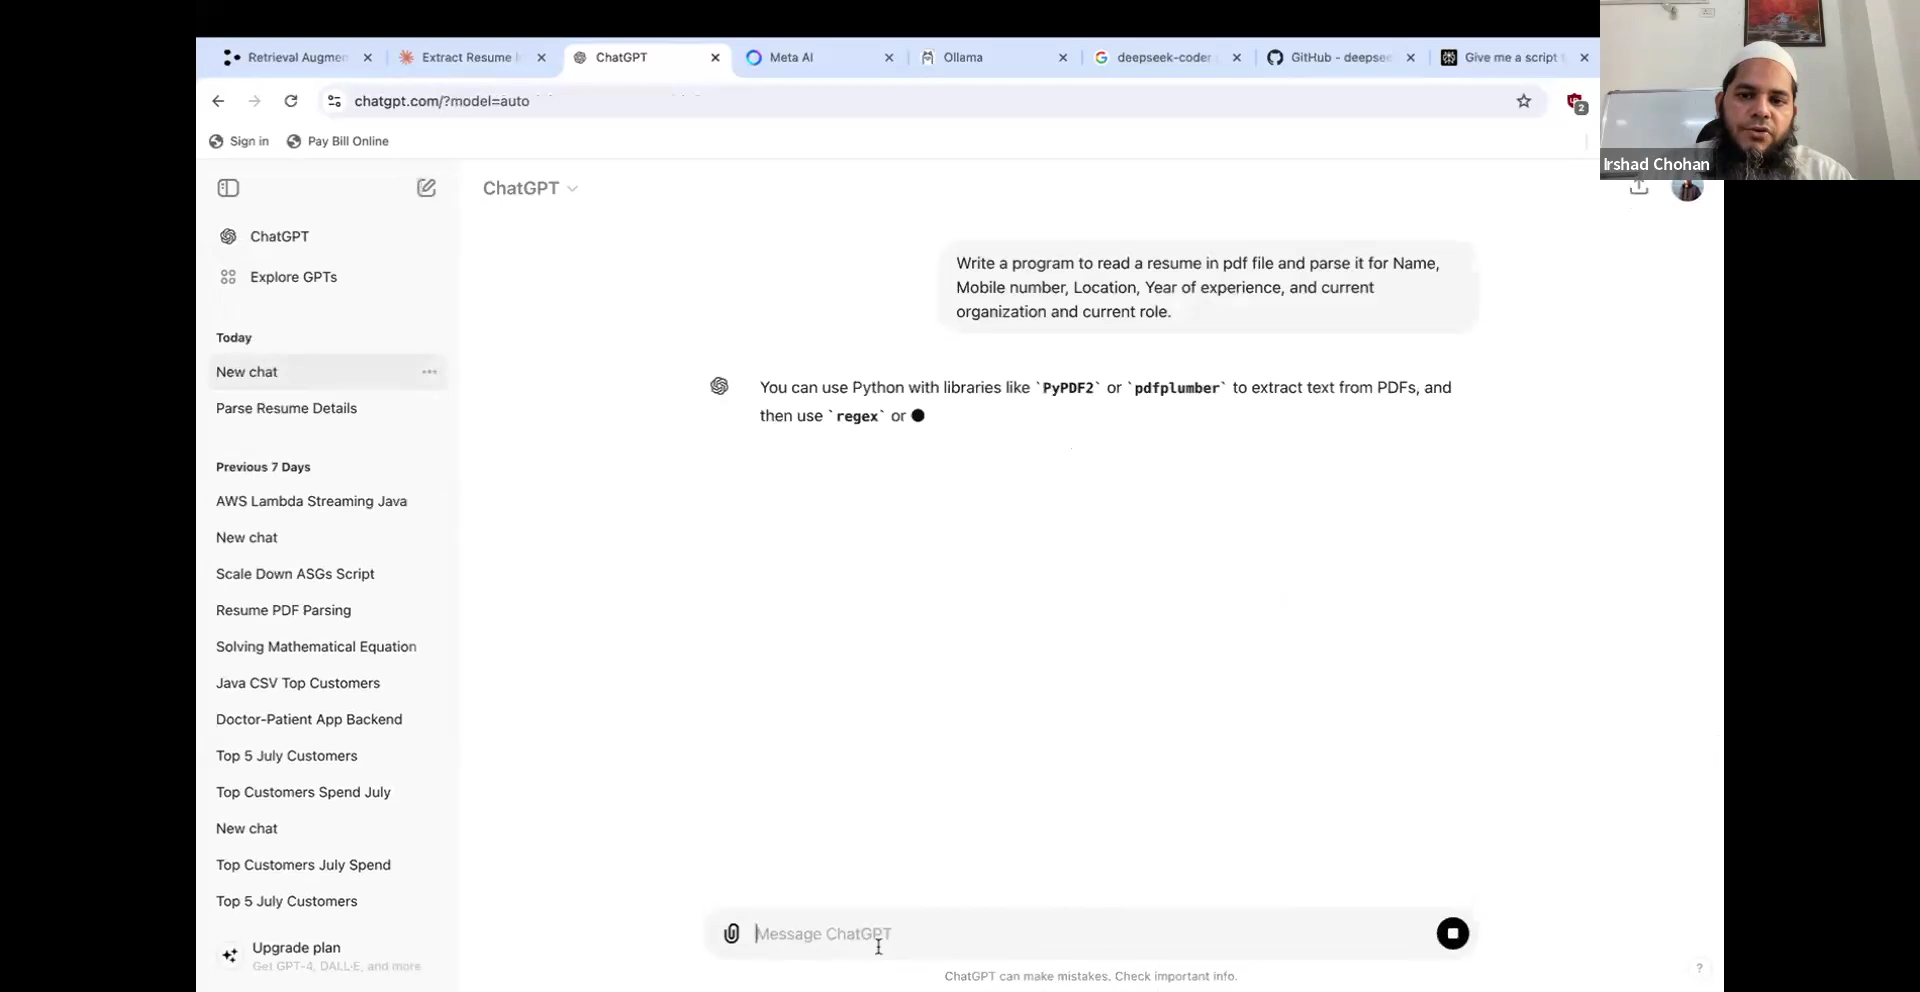 Retrieval Augmen
Extract Resume I
ChatGPT
Meta AI
Ollama
deepseek-coder
GitHub - deepsee
Give me a script
chatgpt.com/?model=auto
2
Sign in
Pay Bill Online
Irshad Chohan
ChatGPT
ChatGPT
Explore GPTs
Today
New chat
Parse Resume Details
Previous 7 Days
AWS Lambda Streaming Java
New chat
Scale Down ASGs Script
Resume PDF Parsing
Solving Mathematical Equation
Java CSV Top Customers
Doctor-Patient App Backend
Top 5 July Customers
Top Customers Spend July
New chat
Top Customers July Spend
Top 5 July Customers
Upgrade plan
Get GPT-4, DALL·E, and more
Write a program to read a resume in pdf file and parse it for Name,
Mobile number, Location, Year of experience, and current
organization and current role.
You can use Python with libraries like `PyPDF2` or `pdfplumber` to extract text from PDFs, and
then use `regex` or
Message ChatGPT
ChatGPT can make mistakes. Check important info.
?